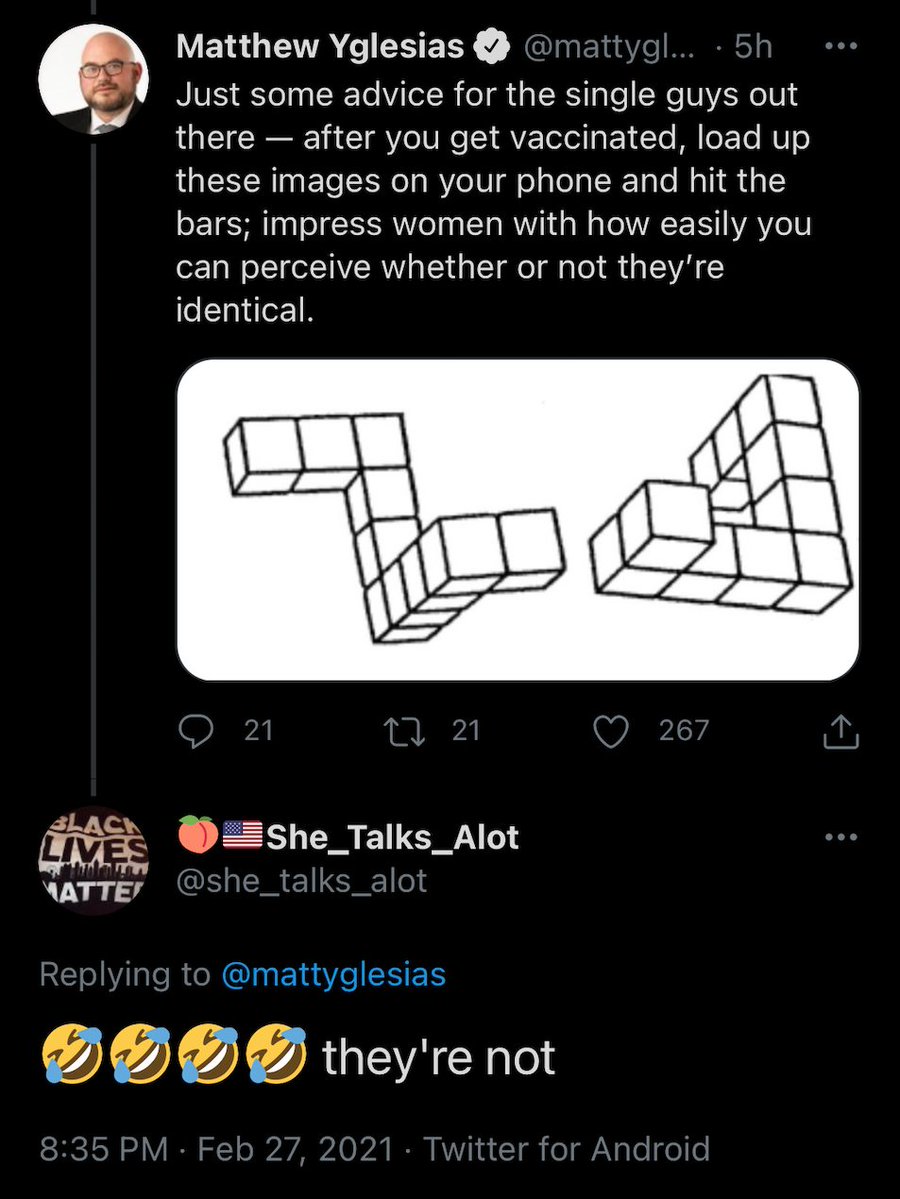 Matthew Yglesias @mattygl... · 5h
Just some advice for the single guys out
there — after you get vaccinated, load up
these images on your phone and hit the
bars; impress women with how easily you
can perceive whether or not they’re
identical.
21 21 267
BLACK
LIVES
MATTER
🍑🇺🇸She_Talks_Alot
@she_talks_alot
Replying to @mattyglesias
🤣🤣🤣🤣 they're not
8:35 PM · Feb 27, 2021 · Twitter for Android